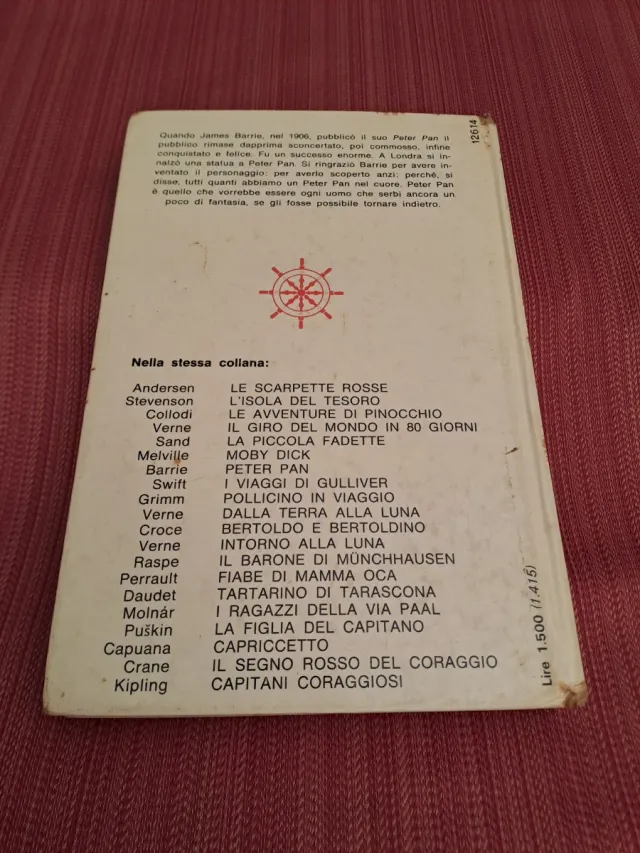 Quando James Barrie, nel 1906, pubblicò il suo Peter Pan il
pubblico rimase dapprima sconcertato, poi commosso, infine
conquistato e felice. Fu un successo enorme. A Londra si in-
nalzò una statua a Peter Pan. Si ringraziò Barrie per avere in-
ventato il personaggio: per averlo scoperto anzi: perché, si
disse, tutti quanti abbiamo un Peter Pan nel cuore. Peter Pan
è quello che vorrebbe essere ogni uomo che serbi ancora un
poco di fantasia, se gli fosse possibile tornare indietro.
12614
Nella stessa collana:
Andersen LE SCARPETTE ROSSE
Stevenson L'ISOLA DEL TESORO
Collodi LE AVVENTURE DI PINOCCHIO
Verne IL GIRO DEL MONDO IN 80 GIORNI
Sand LA PICCOLA FADETTE
Melville MOBY DICK
Barrie PETER PAN
Swift I VIAGGI DI GULLIVER
Grimm POLLICINO IN VIAGGIO
Verne DALLA TERRA ALLA LUNA
Croce BERTOLDO E BERTOLDINO
Verne INTORNO ALLA LUNA
Raspe IL BARONE DI MÜNCHHAUSEN
Perrault FIABE DI MAMMA OCA
Daudet TARTARINO DI TARASCONA
Molnár I RAGAZZI DELLA VIA PAAL
Puškin LA FIGLIA DEL CAPITANO
Capuana CAPRICCETTO
Crane IL SEGNO ROSSO DEL CORAGGIO
Kipling CAPITANI CORAGGIOSI
Lire 1.500 (1.415)